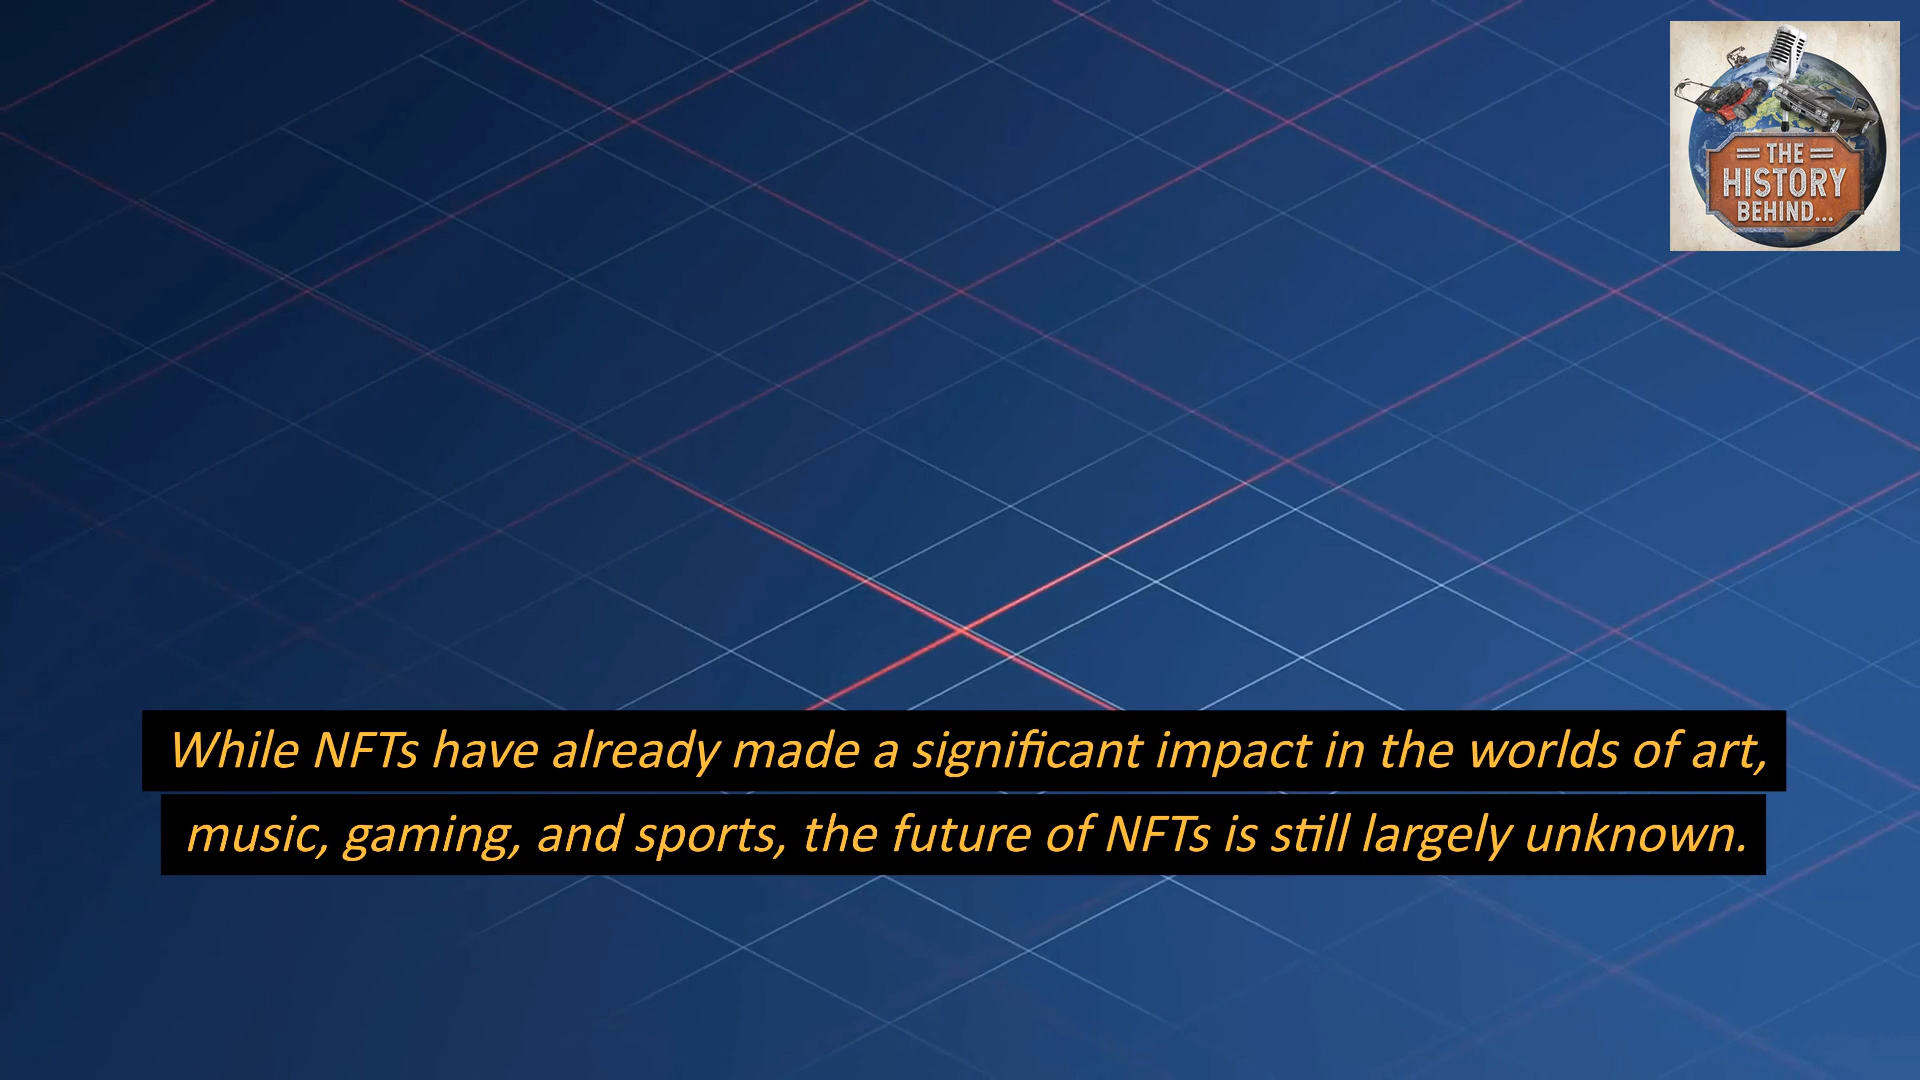 THE
HISTORY
BEHIND...
While NFTs have already made a significant impact in the worlds of art,
music, gaming, and sports, the future of NFTs is still largely unknown.